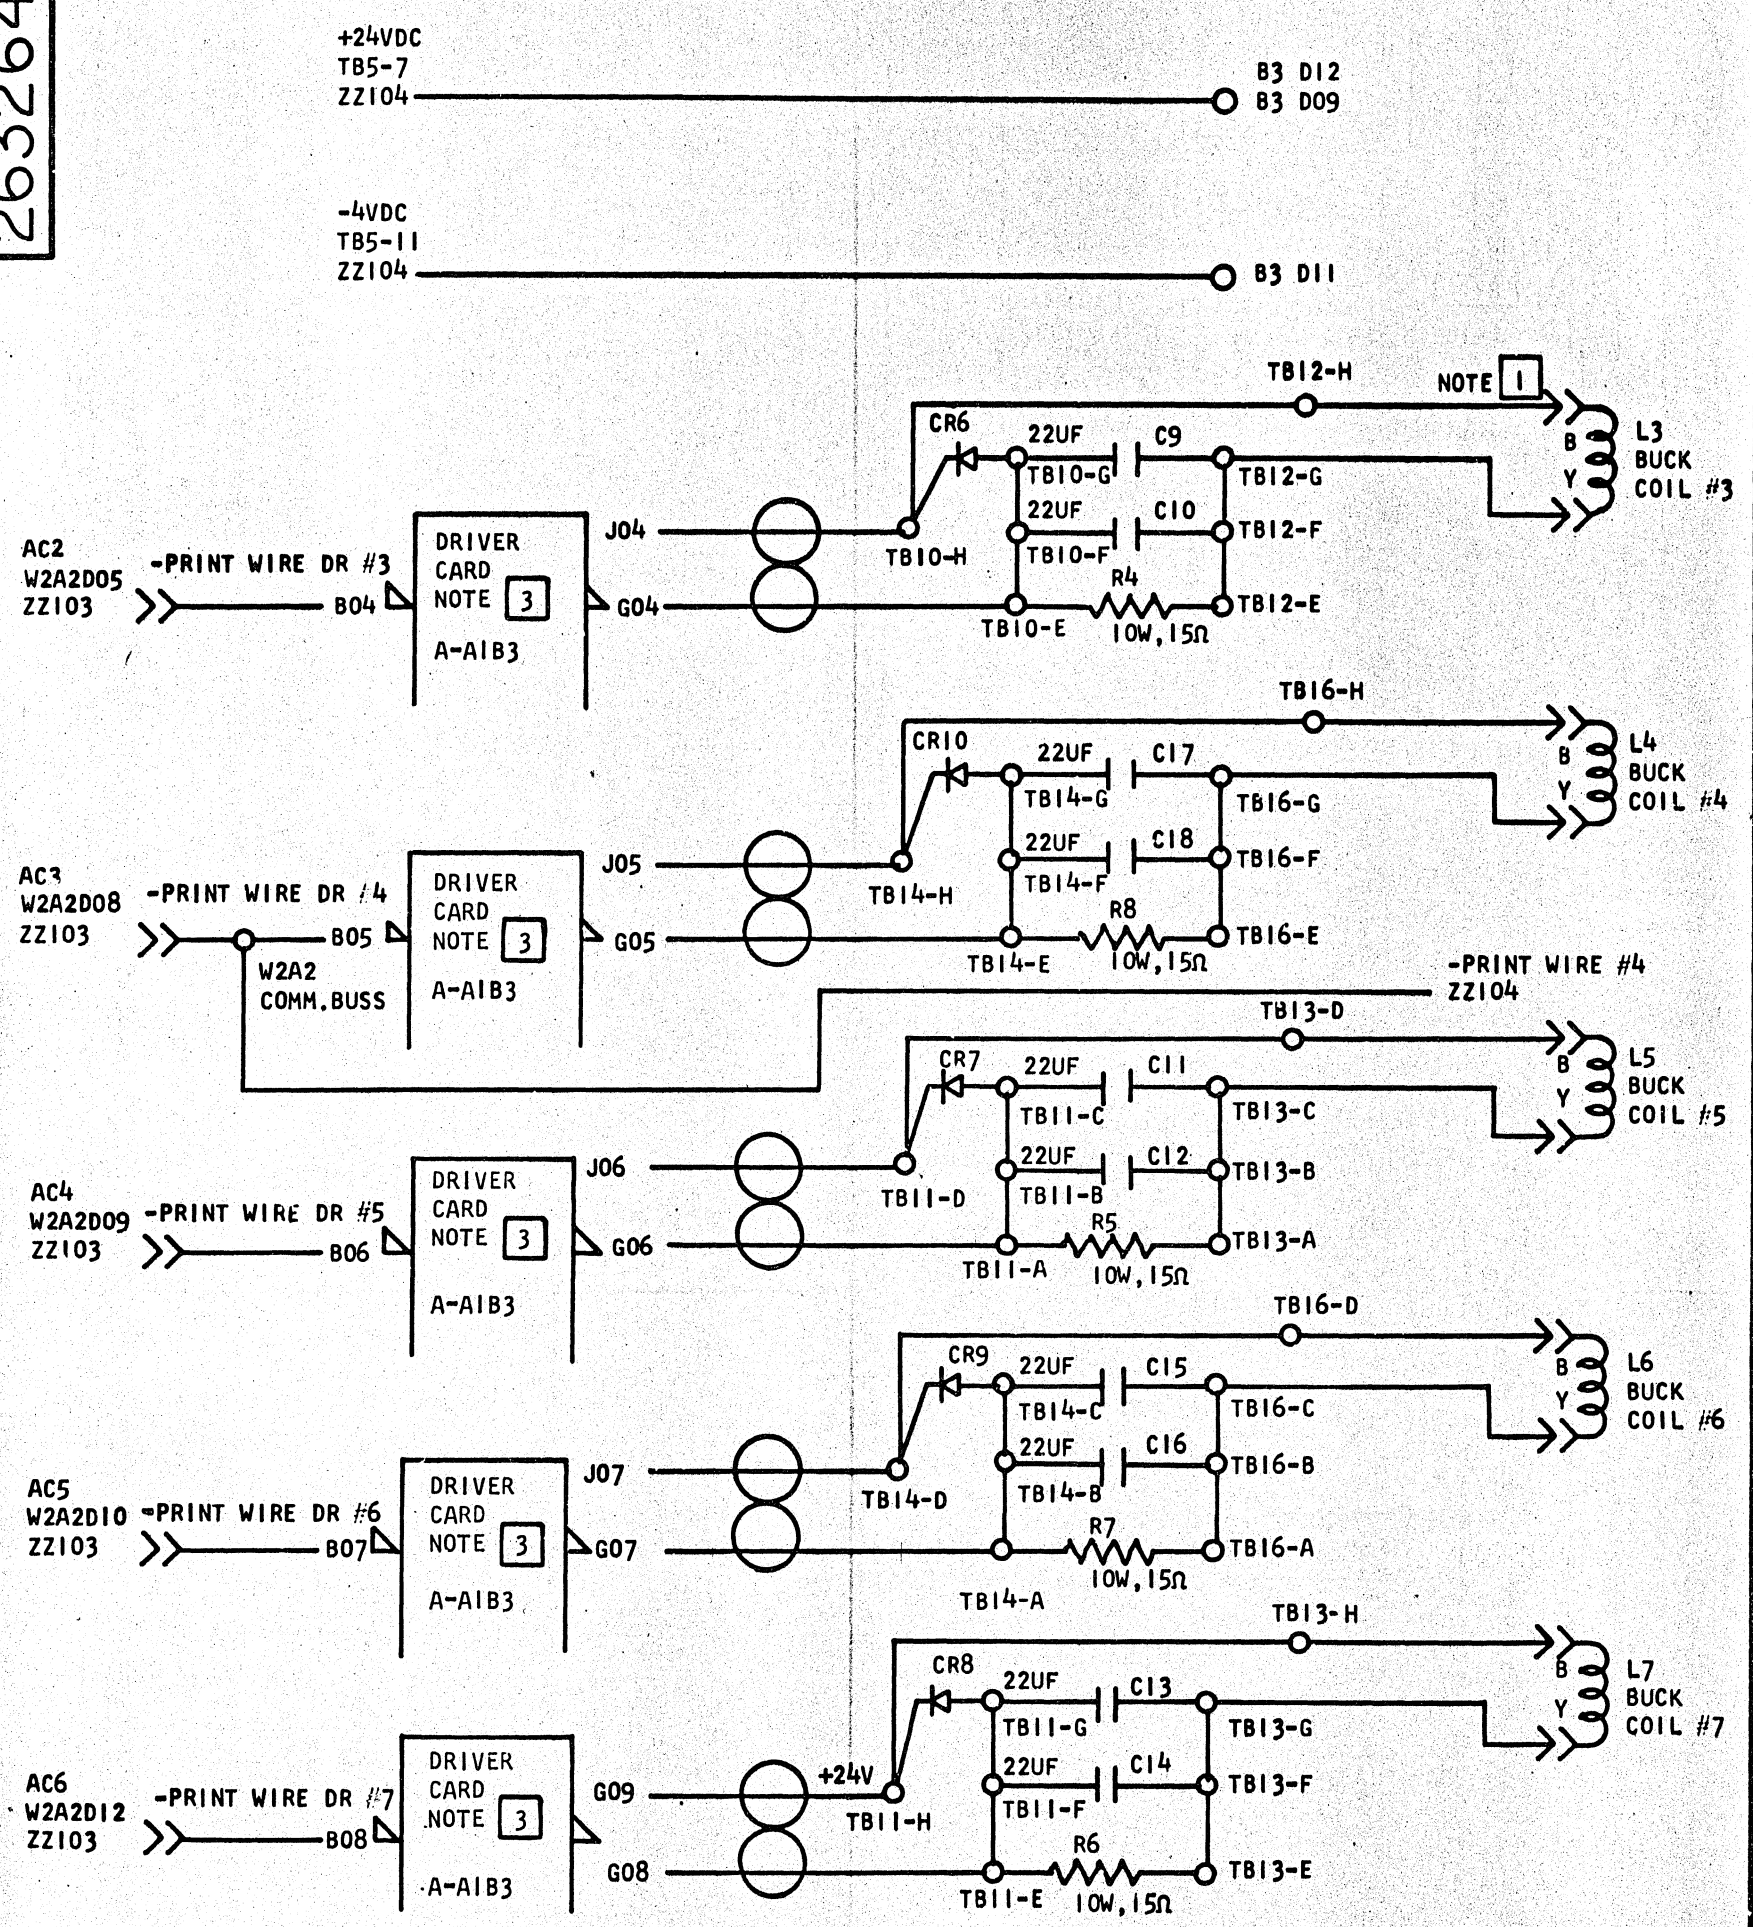 263264
+24VDC
TB5-7
ZZ104
B3 D12
B3 D09
-4VDC
TB5-11
ZZ104
B3 D11
TB12-H
NOTE 1
CR6
22UF
C9
TB10-G
TB12-G
B
Y
L3
BUCK
COIL #3
22UF
C10
TB10-F
TB12-F
J04
TB10-H
AC2
W2A2D05
ZZ103
-PRINT WIRE DR #3
B04
DRIVER
CARD
NOTE 3
A-A1B3
G04
R4
TB10-E
10W,15Ω
TB12-E
TB16-H
CR10
22UF
C17
TB14-G
TB16-G
B
Y
L4
BUCK
COIL #4
22UF
C18
TB14-F
TB16-F
J05
TB14-H
AC3
W2A2D08
ZZ103
-PRINT WIRE DR #4
B05
W2A2
COMM.BUSS
DRIVER
CARD
NOTE 3
A-A1B3
G05
R8
TB14-E
10W,15Ω
TB16-E
-PRINT WIRE #4
ZZ104
TB13-D
CR7
22UF
C11
TB11-C
TB13-C
B
Y
L5
BUCK
COIL #5
22UF
C12
TB11-B
TB13-B
J06
TB11-D
AC4
W2A2D09
ZZ103
-PRINT WIRE DR #5
B06
DRIVER
CARD
NOTE 3
A-A1B3
G06
R5
TB11-A
10W,15Ω
TB13-A
TB16-D
CR9
22UF
C15
TB14-C
TB16-C
B
Y
L6
BUCK
COIL #6
22UF
C16
TB14-B
TB16-B
J07
TB14-D
AC5
W2A2D10
ZZ103
-PRINT WIRE DR #6
B07
DRIVER
CARD
NOTE 3
A-A1B3
G07
R7
10W,15Ω
TB16-A
TB14-A
TB13-H
CR8
22UF
C13
TB11-G
TB13-G
B
Y
L7
BUCK
COIL #7
22UF
C14
TB11-F
TB13-F
G09
+24V
TB11-H
AC6
W2A2D12
ZZ103
-PRINT WIRE DR #7
B08
DRIVER
CARD
NOTE 3
A-A1B3
G08
R6
TB11-E
10W,15Ω
TB13-E